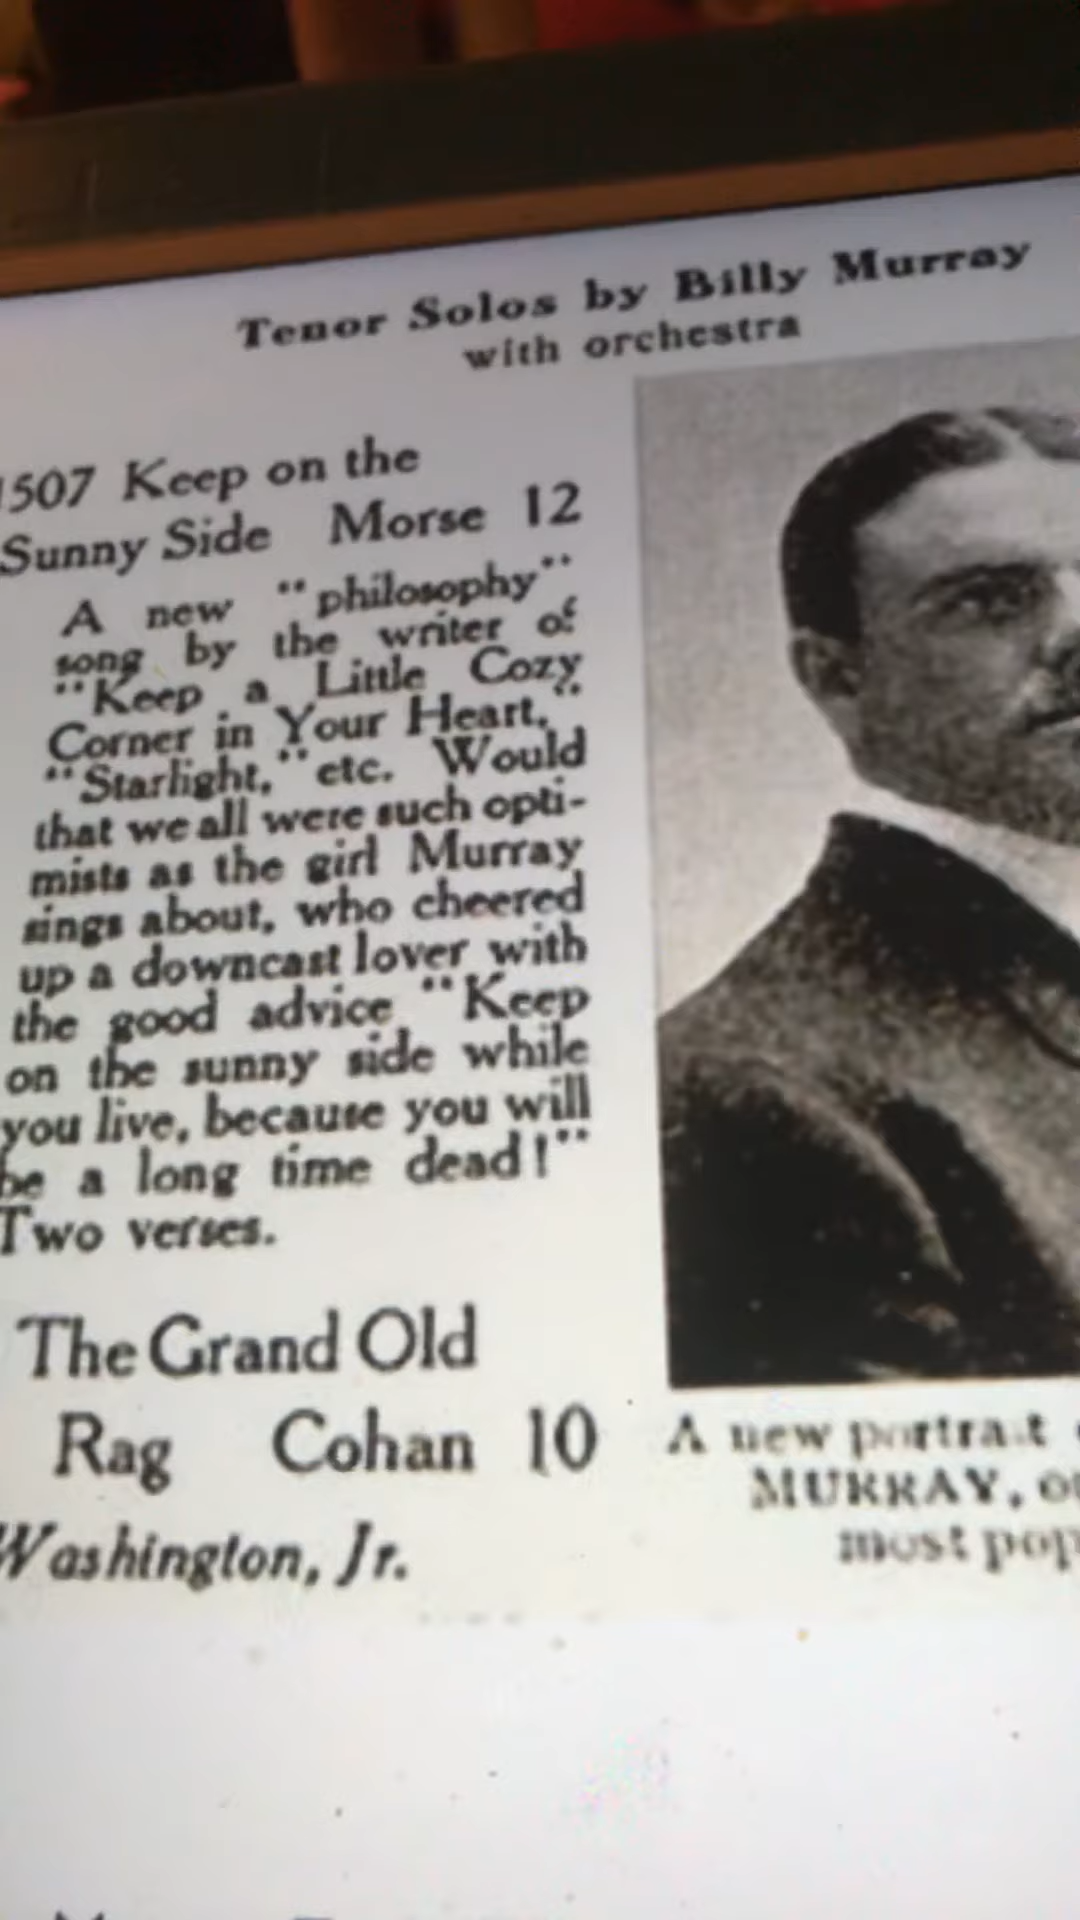 Tenor Solos by Billy Murray
with orchestra
1507 Keep on the
Sunny Side Morse 12
A new "philosophy"
song by the writer of
"Keep a Little Cozy
Corner in Your Heart,"
"Starlight," etc. Would
that we all were such opti-
mists as the girl Murray
sings about, who cheered
up a downcast lover with
the good advice "Keep
on the sunny side while
you live, because you will
be a long time dead!"
Two verses.
The Grand Old
Rag Cohan 10
Washington, Jr.
A new portrait
MURRAY,
most